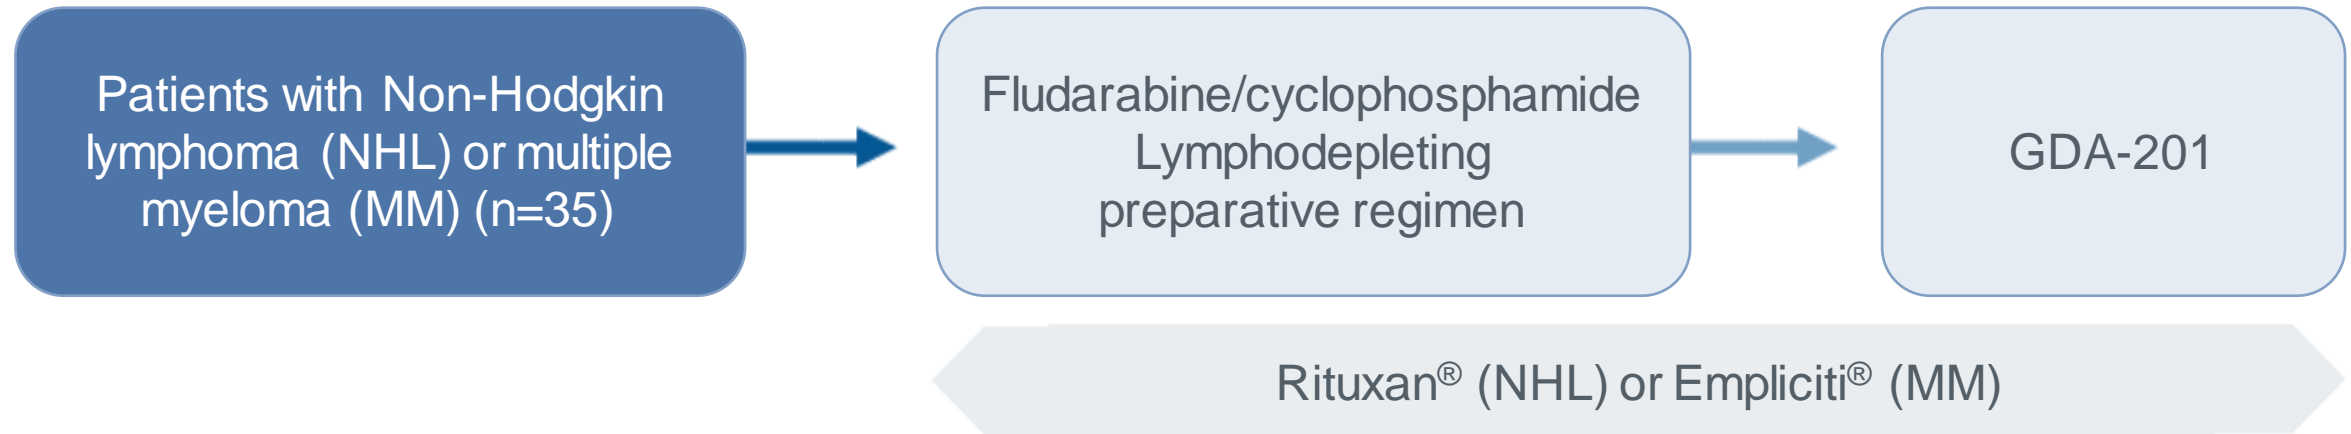 Patients with Non-Hodgkin
lymphoma (NHL) or multiple
myeloma (MM) (n=35)
Fludarabine/cyclophosphamide
Lymphodepleting
preparative regimen
GDA-201
Rituxan® (NHL) or Empliciti® (MM)